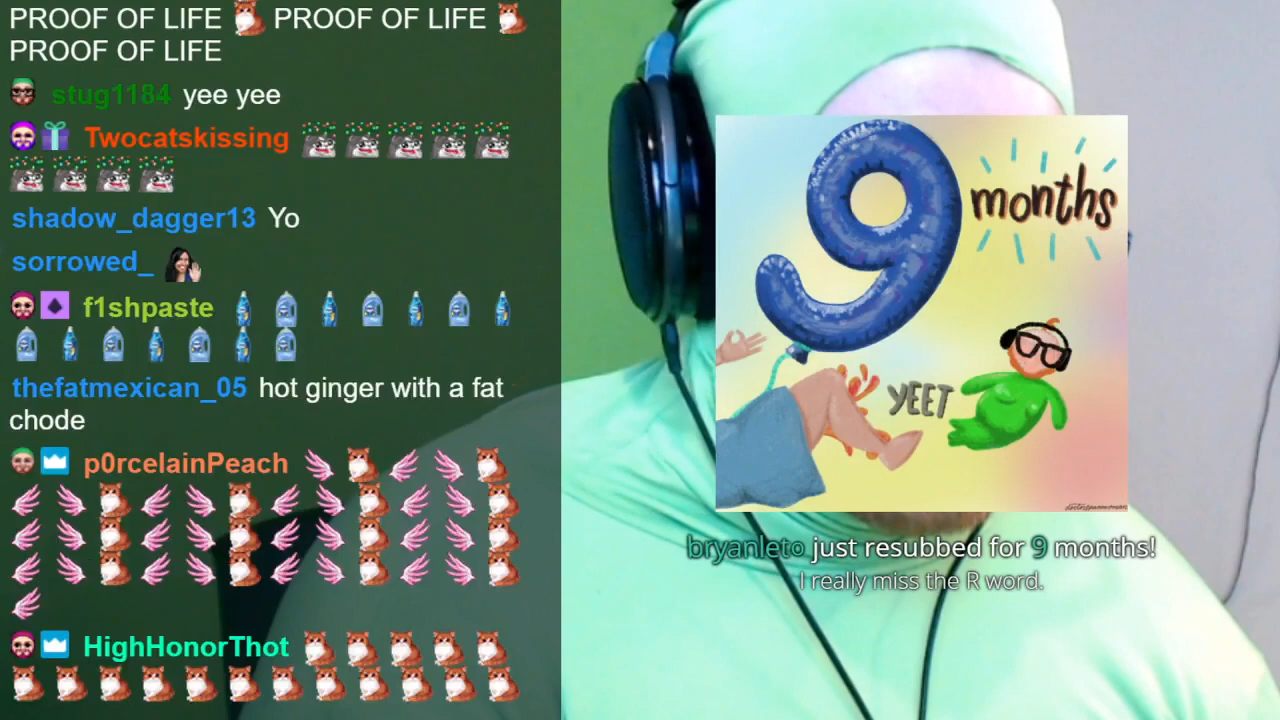 PROOF OF LIFE PROOF OF LIFE
PROOF OF LIFE
stug1184 yee yee
Twocatskissing
shadow_dagger13 Yo
sorrowed_
f1shpaste
thefatmexican_05 hot ginger with a fat
chode
p0rcelainPeach
HighHonorThot
9 months
YEET
bryanleto just resubbed for 9 months!
I really miss the R word.